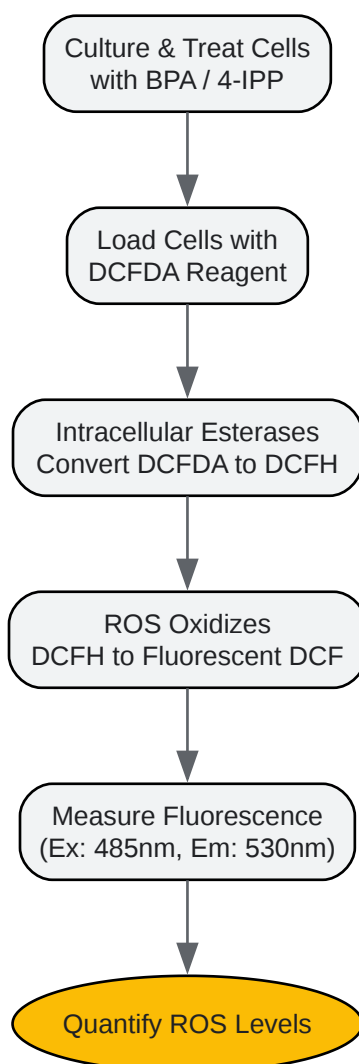 Culture & Treat Cells
with BPA / 4-IPP
Load Cells with
DCFDA Reagent
Intracellular Esterases
Convert DCFDA to DCFH
ROS Oxidizes
DCFH to Fluorescent DCF
Measure Fluorescence
(Ex: 485nm, Em: 530nm)
Quantify ROS Levels